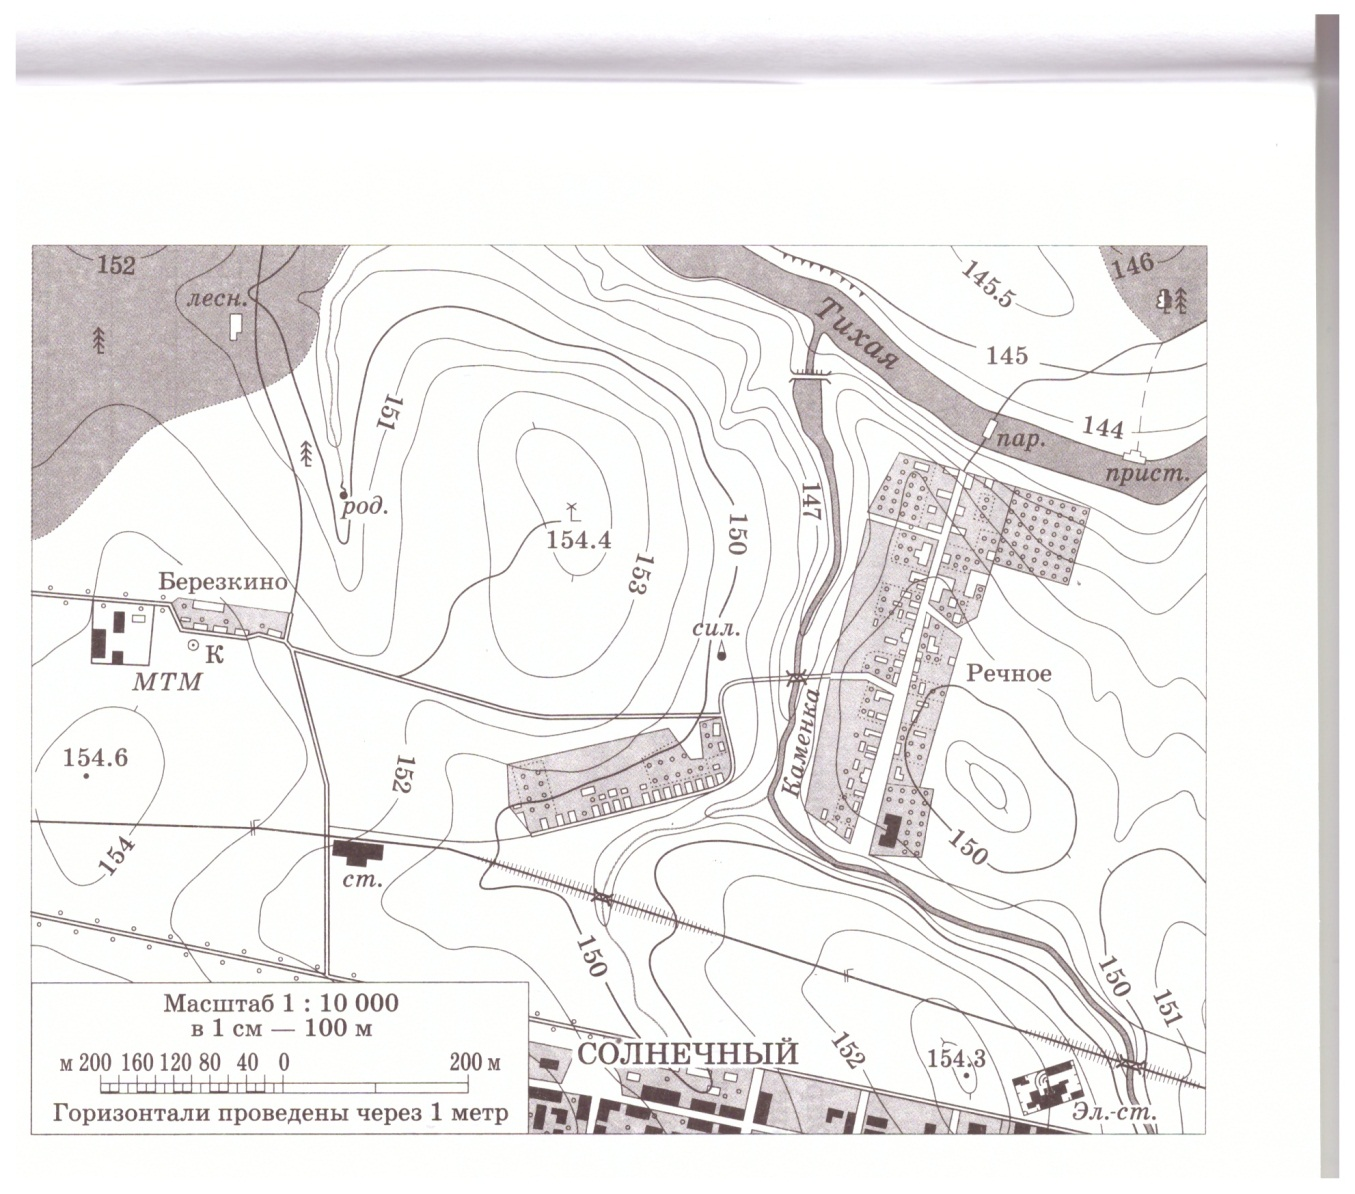 152
146
145.5
лесн.
Тихая
145
151
144
пар.
прист.
род.
147
154.4
150
153
Березкино
сил.
К
Речное
МТМ
Каменка
154.6
152
154
150
Г
ст.
150
Г
150
151
Масштаб 1 : 10 000
в 1 см — 100 м
СОЛНЕЧНЫЙ
152
154.3
м 200 160 120 80 40 0 200 м
Горизонтали проведены через 1 метр
Эл.-ст.